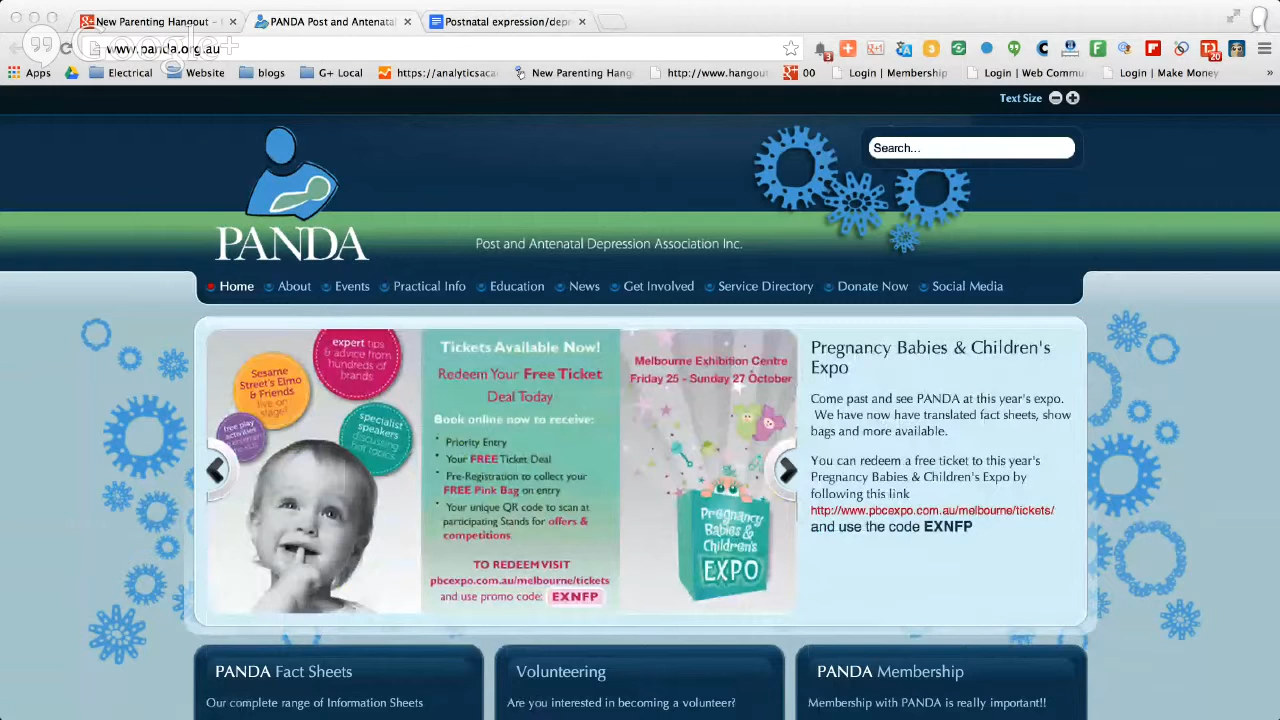 New Parenting Hangout –
PANDA Post and Antenatal
Postnatal expression/dep
Google+
www.panda.org.au
3
3
20
Apps
Electrical
Website
blogs
G+ Local
https://analyticsaca
New Parenting Hang
http://www.hangout
00
Login | Membership
Login | Web Commu
Login | Make Money
»
Text Size
Search...
PANDA
Post and Antenatal Depression Association Inc.
Home
About
Events
Practical Info
Education
News
Get Involved
Service Directory
Donate Now
Social Media
expert tips
& advice from
hundreds of
brands
Sesame
Street's Elmo
& Friends
live on
stage!
free play
activities
specialist
speakers
discussing
hot topics
Tickets Available Now!
Redeem Your Free Ticket
Deal Today
Book online now to receive:
Priority Entry
Your FREE Ticket Deal
Pre-Registration to collect your
FREE Pink Bag on entry
Your unique QR code to scan at
participating Stands for offers &
competitions.
TO REDEEM VISIT
pbcexpo.com.au/melbourne/tickets
and use promo code: EXNFP
Melbourne Exhibition Centre
Friday 25 - Sunday 27 October
Pregnancy
Babies &
Children's
EXPO
Pregnancy Babies & Children's
Expo
Come past and see PANDA at this year's expo.
We have now have translated fact sheets, show
bags and more available.
You can redeem a free ticket to this year's
Pregnancy Babies & Children's Expo by
following this link
http://www.pbcexpo.com.au/melbourne/tickets/
and use the code EXNFP
PANDA Fact Sheets
Our complete range of Information Sheets
Volunteering
Are you interested in becoming a volunteer?
PANDA Membership
Membership with PANDA is really important!!